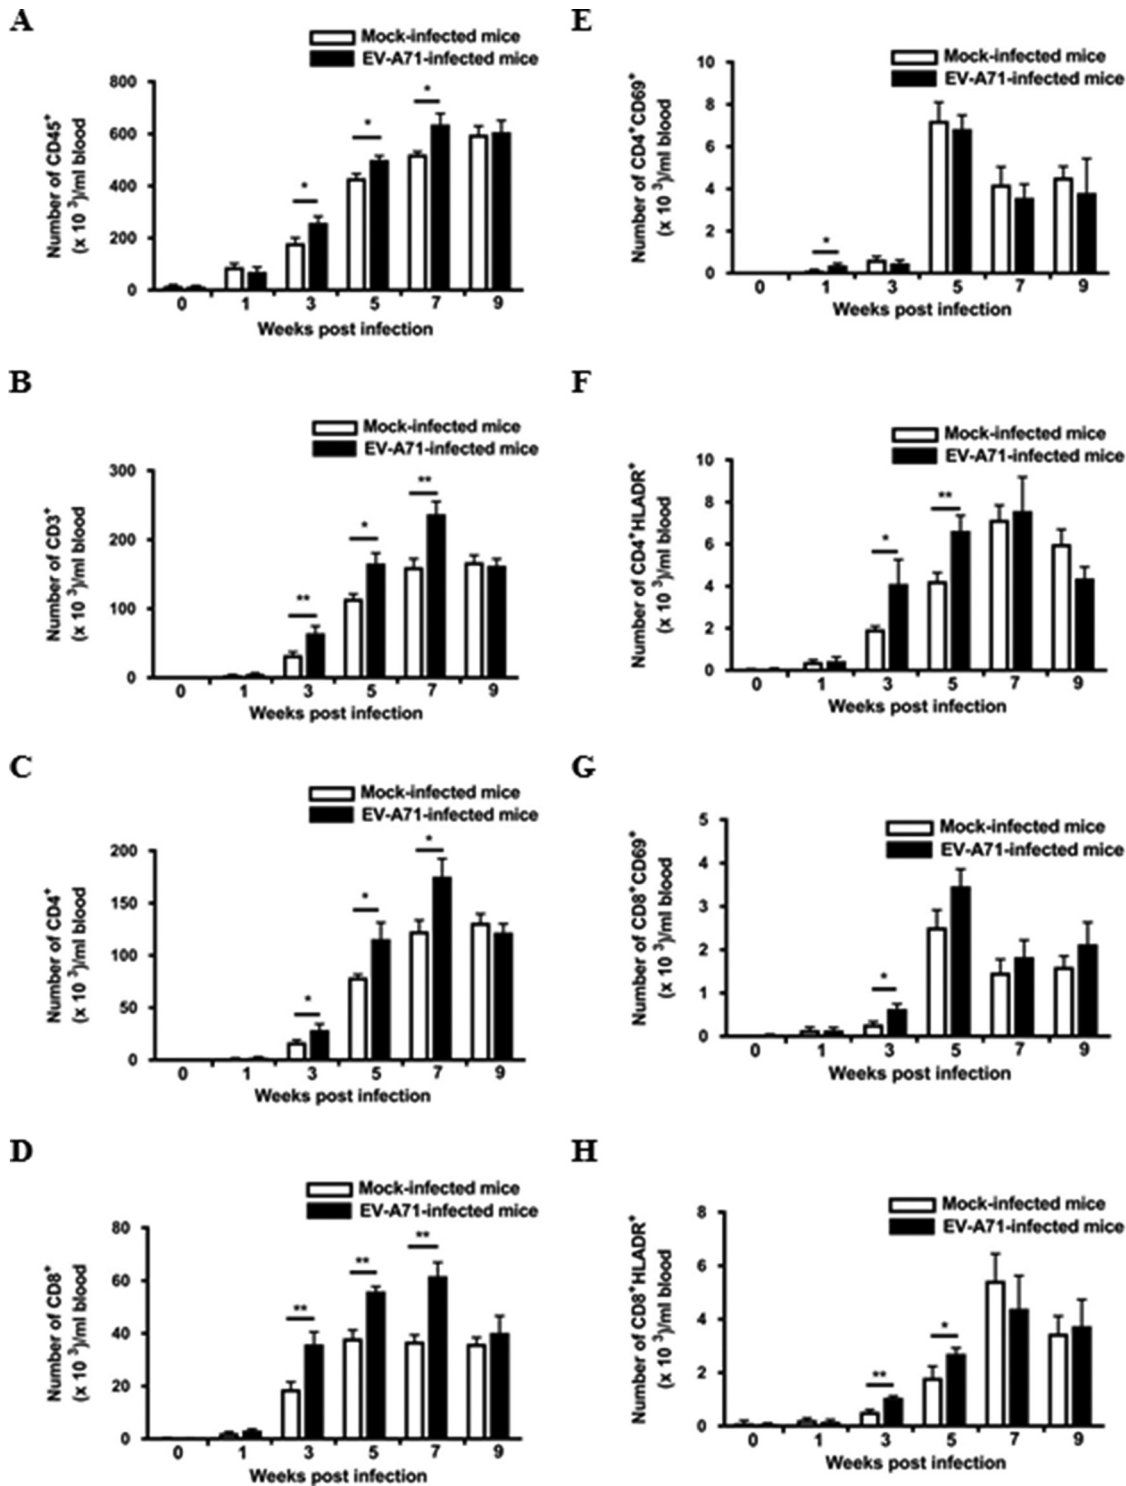 A
Mock-infected mice
EV-A71-infected mice
Number of CD45+
(x 10 3)/ml blood
800
600
400
200
0
* * *
0 1 3 5 7 9
Weeks post infection
B
Mock-infected mice
EV-A71-infected mice
Number of CD3+
(x 10 3)/ml blood
300
200
100
0
** * **
0 1 3 5 7 9
Weeks post infection
C
Mock-infected mice
EV-A71-infected mice
Number of CD4+
(x 10 3)/ml blood
200
150
100
50
0
* * *
0 1 3 5 7 9
Weeks post infection
D
Mock-infected mice
EV-A71-infected mice
Number of CD8+
(x 10 3)/ml blood
80
60
40
20
0
** ** **
0 1 3 5 7 9
Weeks post infection
E
Mock-infected mice
EV-A71-infected mice
Number of CD4+CD69+
(x 10 3)/ml blood
10
8
6
4
2
0
*
0 1 3 5 7 9
Weeks post infection
F
Mock-infected mice
EV-A71-infected mice
Number of CD4+HLADR+
(x 10 3)/ml blood
10
8
6
4
2
0
* **
0 1 3 5 7 9
Weeks post infection
G
Mock-infected mice
EV-A71-infected mice
Number of CD8+CD69+
(x 10 3)/ml blood
5
4
3
2
1
0
*
0 1 3 5 7 9
Weeks post infection
H
Mock-infected mice
EV-A71-infected mice
Number of CD8+HLADR+
(x 10 3)/ml blood
8
6
4
2
0
** *
0 1 3 5 7 9
Weeks post infection